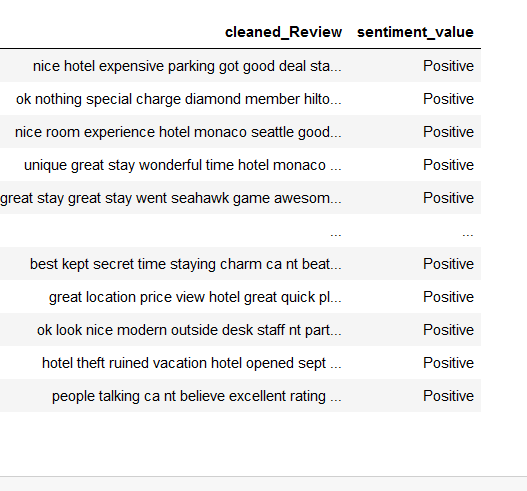 cleaned_Review sentiment_value
nice hotel expensive parking got good deal sta... Positive
ok nothing special charge diamond member hilto... Positive
nice room experience hotel monaco seattle good... Positive
unique great stay wonderful time hotel monaco ... Positive
great stay great stay went seahawk game awesom... Positive
... ...
best kept secret time staying charm ca nt beat... Positive
great location price view hotel great quick pl... Positive
ok look nice modern outside desk staff nt part... Positive
hotel theft ruined vacation hotel opened sept ... Positive
people talking ca nt believe excellent rating ... Positive